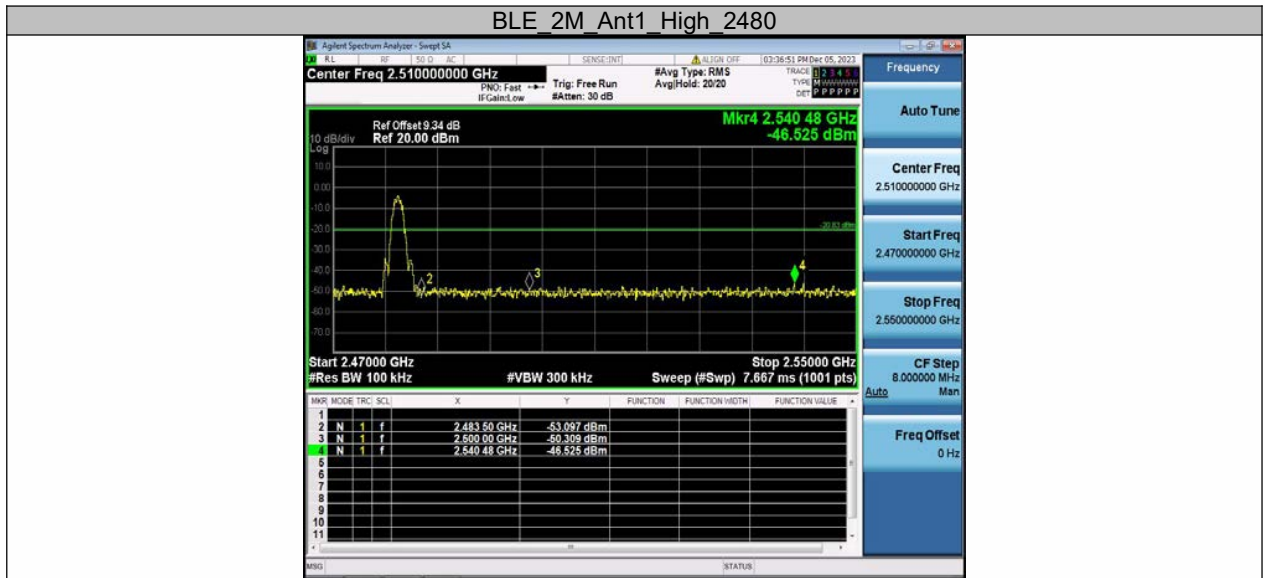 BLE_2M_Ant1_High_2480
Agilent Spectrum Analyzer - Swept SA
RL RF 50 Ω AC SENSE:INT ALIGN OFF 03:36:51 PM Dec 05, 2023
Center Freq 2.510000000 GHz
PNO: Fast
IFGain:Low
Trig: Free Run
#Atten: 30 dB
#Avg Type: RMS
Avg|Hold: 20/20
TRACE 1 2 3 4 5 6
TYPE M
DET P P P P P P
Frequency
Mkr4 2.540 48 GHz
-46.525 dBm
Ref Offset 9.34 dB
10 dB/div Ref 20.00 dBm
Log
10.0
0.00
-10.0
-20.0
-30.0
-40.0
-50.0
-60.0
-70.0
-20.83 dBm
2
3
4
Start 2.47000 GHz Stop 2.55000 GHz
#Res BW 100 kHz #VBW 300 kHz Sweep (#Swp) 7.667 ms (1001 pts)
MKR MODE TRC SCL X Y FUNCTION FUNCTION WIDTH FUNCTION VALUE
1
2 N 1 f 2.483 50 GHz -53.097 dBm
3 N 1 f 2.500 00 GHz -50.309 dBm
4 N 1 f 2.540 48 GHz -46.525 dBm
5
6
7
8
9
10
11
MSG STATUS
Auto Tune
Center Freq
2.510000000 GHz
Start Freq
2.470000000 GHz
Stop Freq
2.550000000 GHz
CF Step
8.000000 MHz
Auto Man
Freq Offset
0 Hz